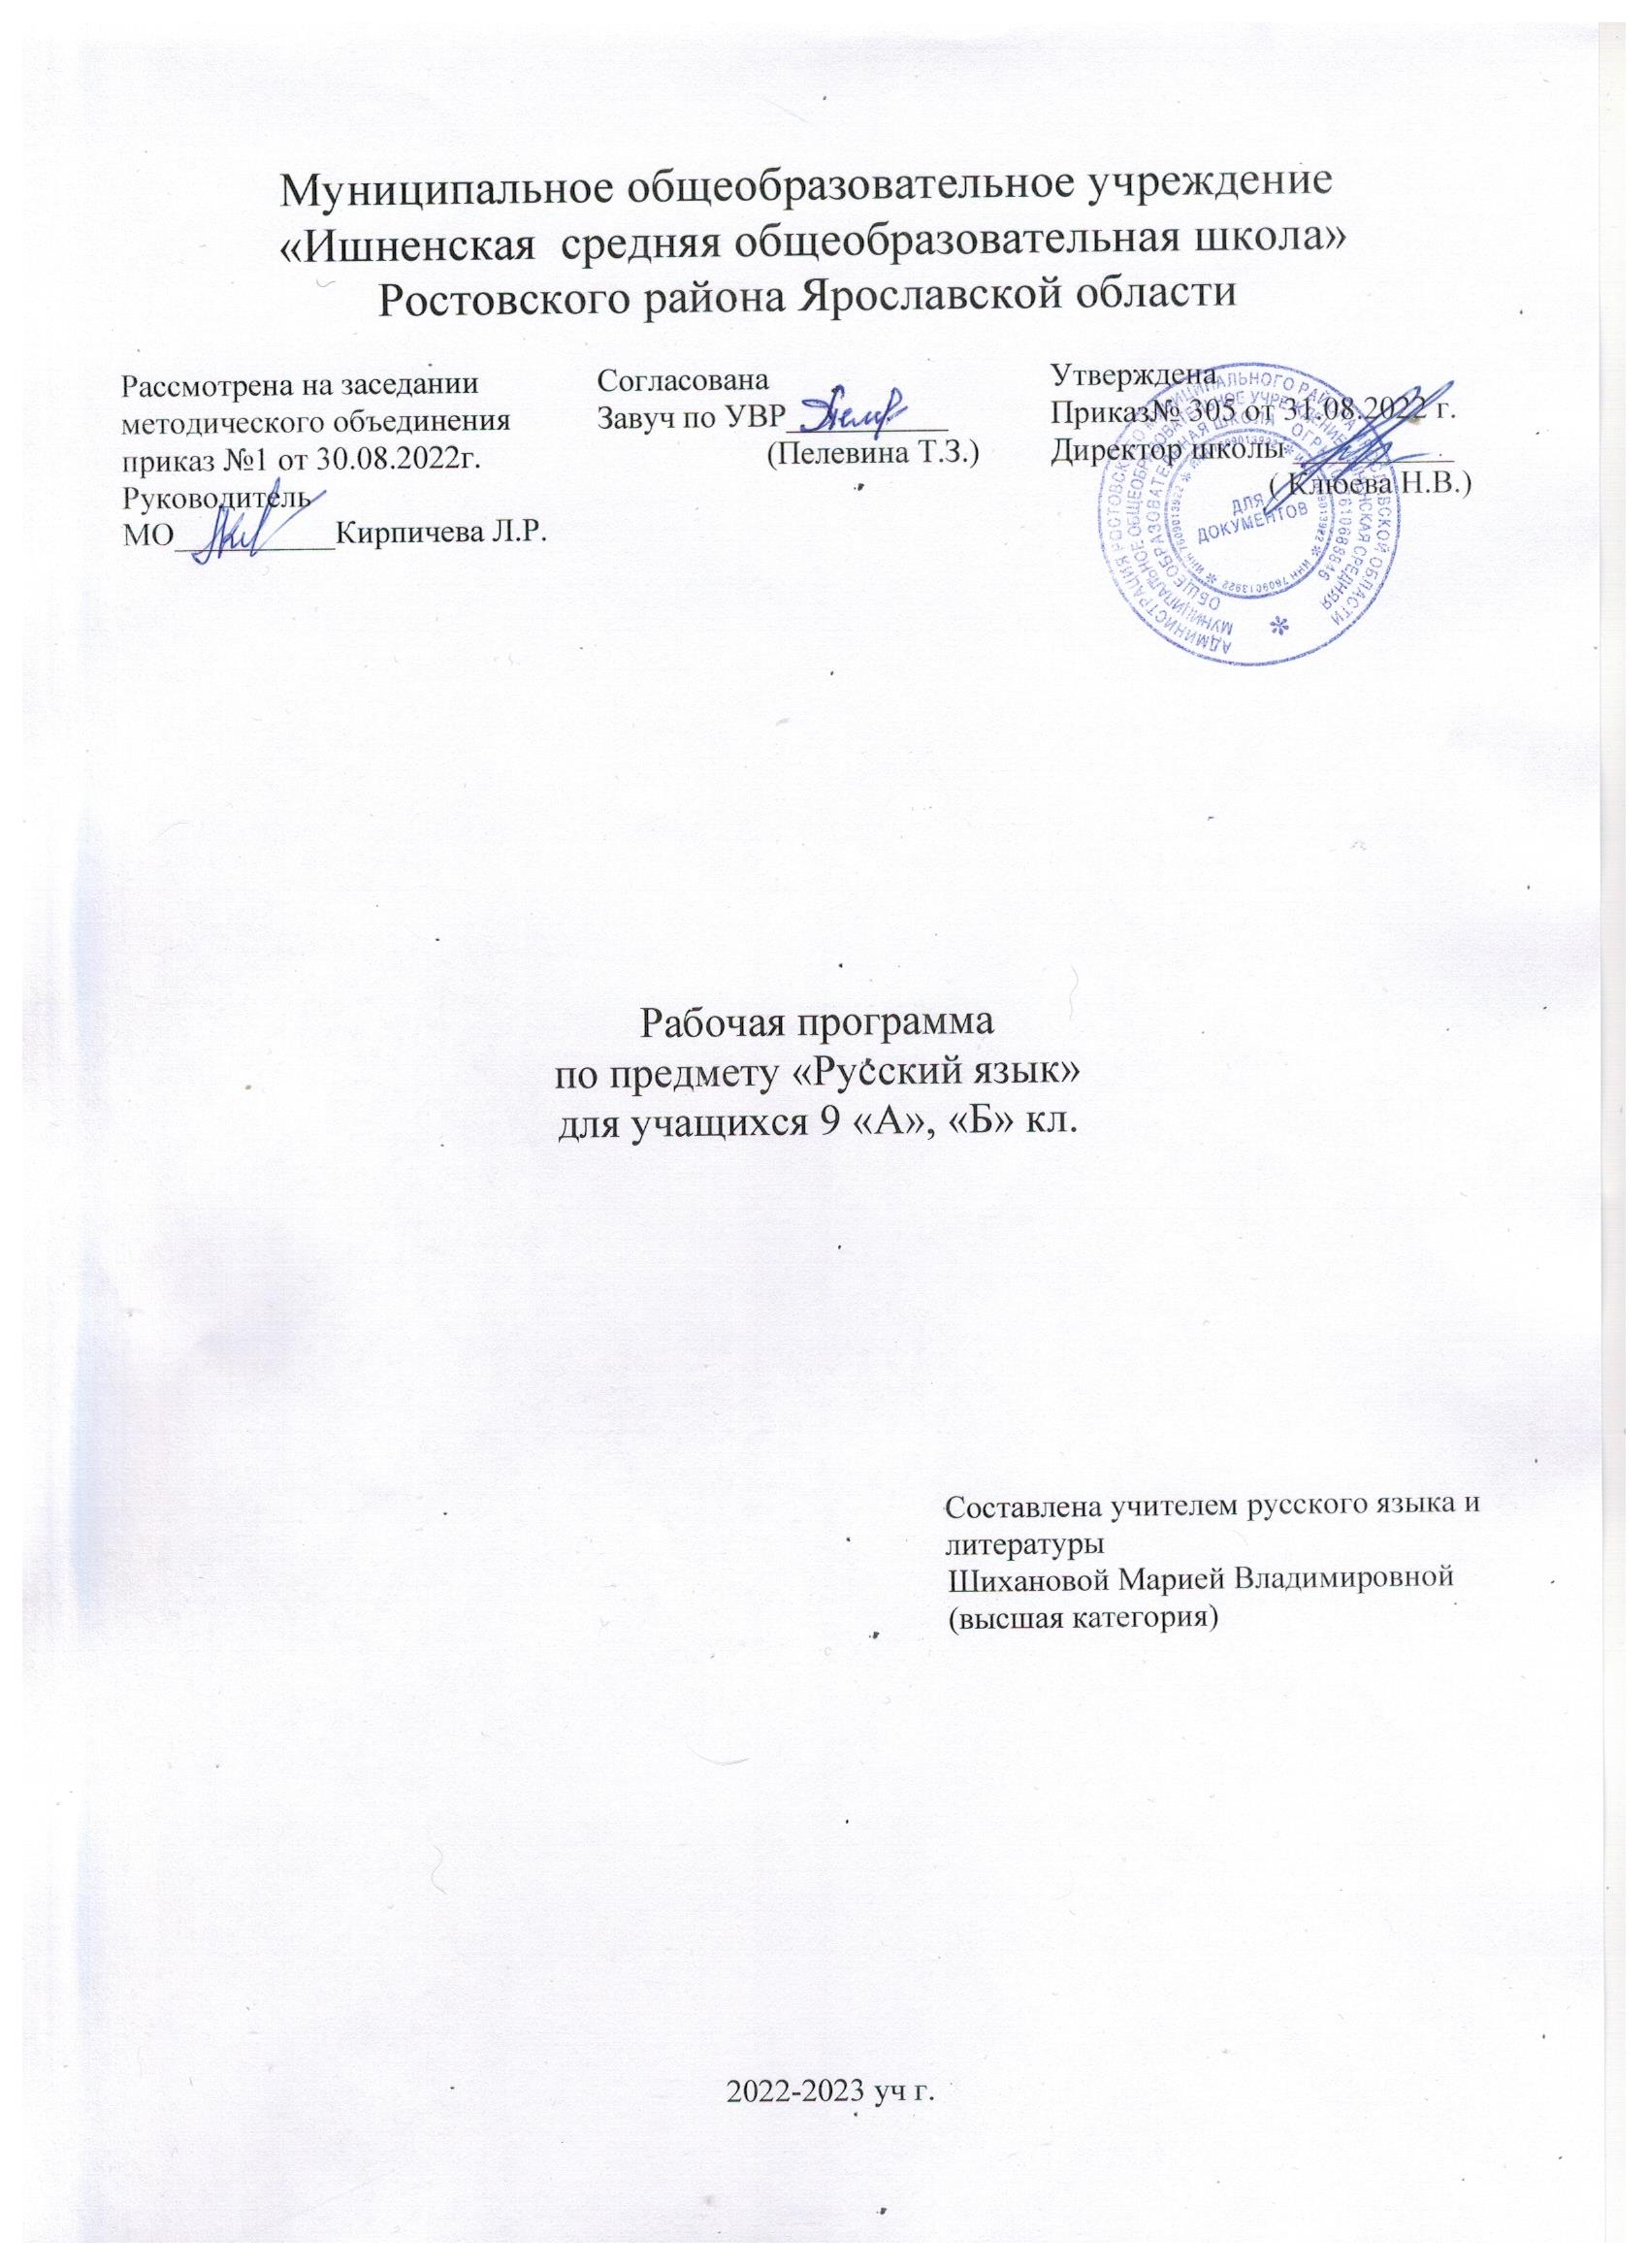 Муниципальное общеобразовательное учреждение
«Ишненская средняя общеобразовательная школа»
Ростовского района Ярославской области
Рассмотрена на заседании
методического объединения
приказ №1 от 30.08.2022г.
Руководитель
МО__________Кирпичева Л.Р.
Согласована
Завуч по УВР__________
(Пелевина Т.З.)
Утверждена
Приказ№ 305 от 31.08.2022 г.
Директор школы __________
( Клюева Н.В.)
ДЛЯ
ДОКУМЕНТОВ
Рабочая программа
по предмету «Русский язык»
для учащихся 9 «А», «Б» кл.
Составлена учителем русского языка и
литературы
Шихановой Марией Владимировной
(высшая категория)
2022-2023 уч г.